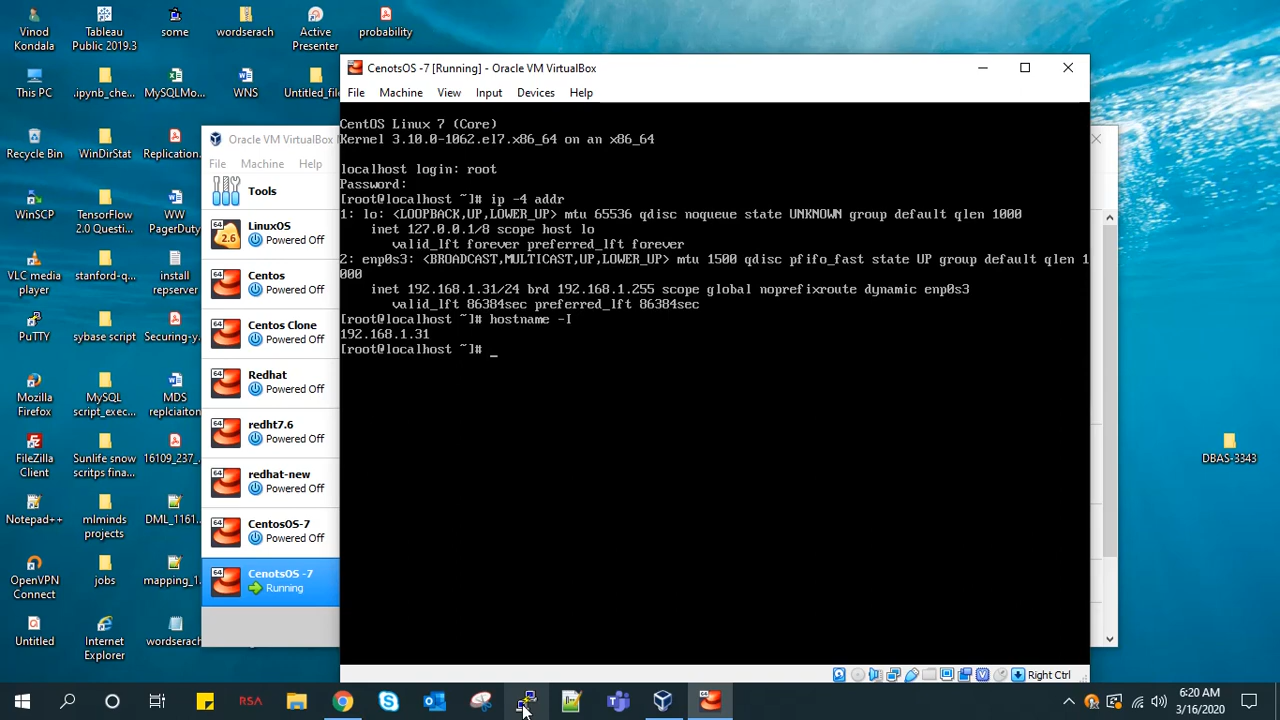 Vinod
Kondala
Tableau
Public 2019.3
some
wordserach
Active
Presenter
probability
This PC
.ipynb_che...
MySQLMo...
WNS
Untitled_fil
Recycle Bin
WinDirStat
Replication.
WinSCP
TensorFlow
2.0 Questi...
WW
PagerDuty
VLC media
player
stanford-q...
install
repserver
PuTTY
sybase script
Securing-y..
Mozilla
Firefox
MySQL
script_exec...
MDS
replciaiton
FileZilla
Client
Sunlife snow
scritps fina...
16109_237_.
Notepad++
mlminds
projects
DML_1161..
OpenVPN
Connect
jobs
mapping_1.
Untitled
Internet
Explorer
wordserach
DBAS-3343
Oracle VM VirtualBox
File Machine Help
Tools
LinuxOS
Powered Off
Centos
Powered Off
Centos Clone
Powered Off
Redhat
Powered Off
redht7.6
Powered Off
redhat-new
Powered Off
CentosOS-7
Powered Off
CenotsOS -7
Running
CenotsOS -7 [Running] - Oracle VM VirtualBox
File Machine View Input Devices Help
CentOS Linux 7 (Core)
Kernel 3.10.0-1062.el7.x86_64 on an x86_64
localhost login: root
Password:
[root@localhost ~]# ip -4 addr
1: lo: <LOOPBACK,UP,LOWER_UP> mtu 65536 qdisc noqueue state UNKNOWN group default qlen 1000
inet 127.0.0.1/8 scope host lo
valid_lft forever preferred_lft forever
2: enp0s3: <BROADCAST,MULTICAST,UP,LOWER_UP> mtu 1500 qdisc pfifo_fast state UP group default qlen 1
000
inet 192.168.1.31/24 brd 192.168.1.255 scope global noprefixroute dynamic enp0s3
valid_lft 86384sec preferred_lft 86384sec
[root@localhost ~]# hostname -I
192.168.1.31
[root@localhost ~]# _
Right Ctrl
RSA
6:20 AM
3/16/2020